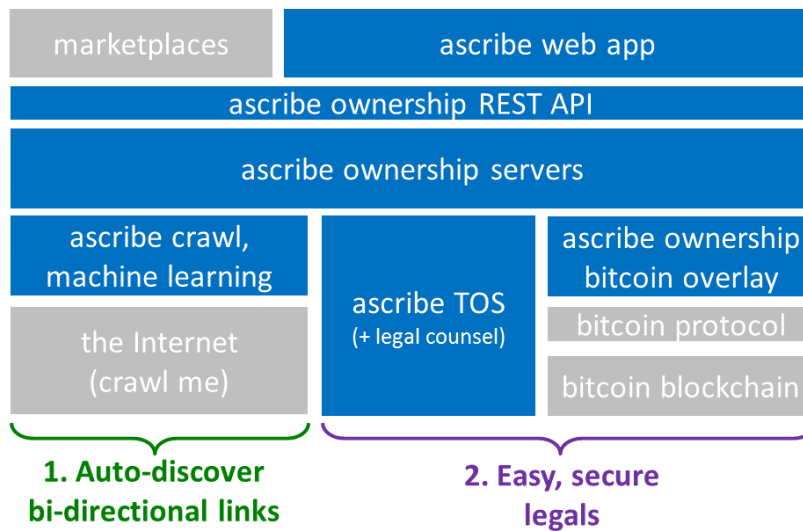 marketplaces
ascribe web app
ascribe ownership REST API
ascribe ownership servers
ascribe crawl,
machine learning
the Internet
(crawl me)
ascribe TOS
(+ legal counsel)
ascribe ownership
bitcoin overlay
bitcoin protocol
bitcoin blockchain
1. Auto-discover
bi-directional links
2. Easy, secure
legals